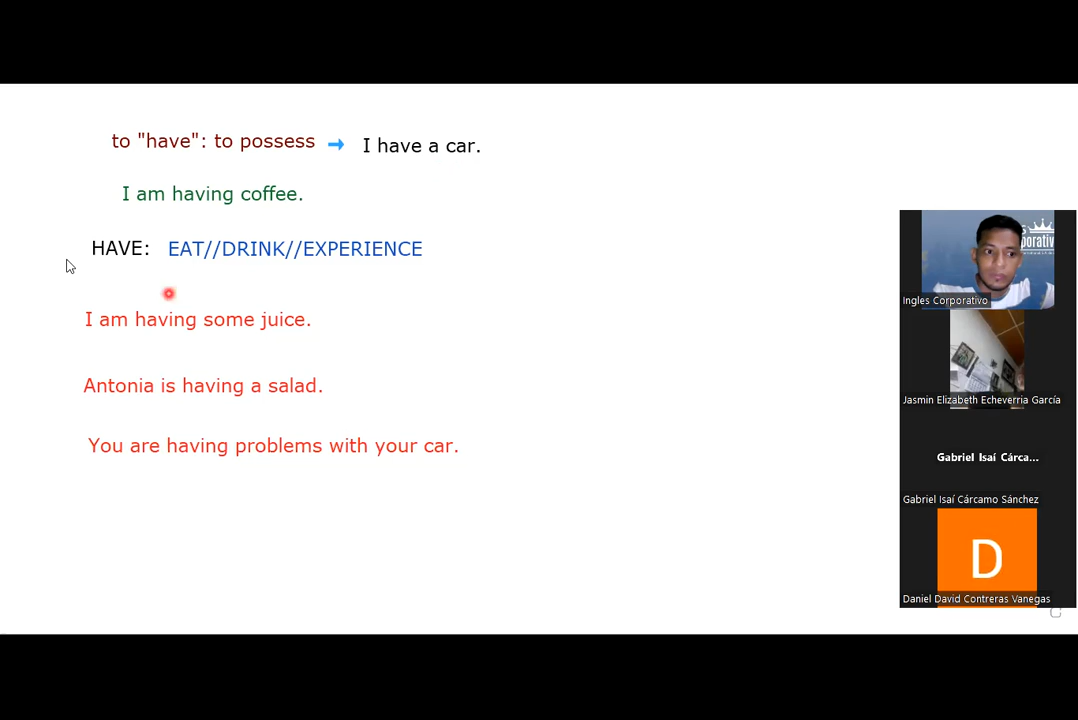 to "have": to possess
I have a car.
I am having coffee.
HAVE: EAT//DRINK//EXPERIENCE
I am having some juice.
Antonia is having a salad.
You are having problems with your car.
Ingles Corporativo
Jasmin Elizabeth Echeverria García
Gabriel Isaí Cárca...
Gabriel Isaí Cárcamo Sánchez
D
Daniel David Contreras Vanegas